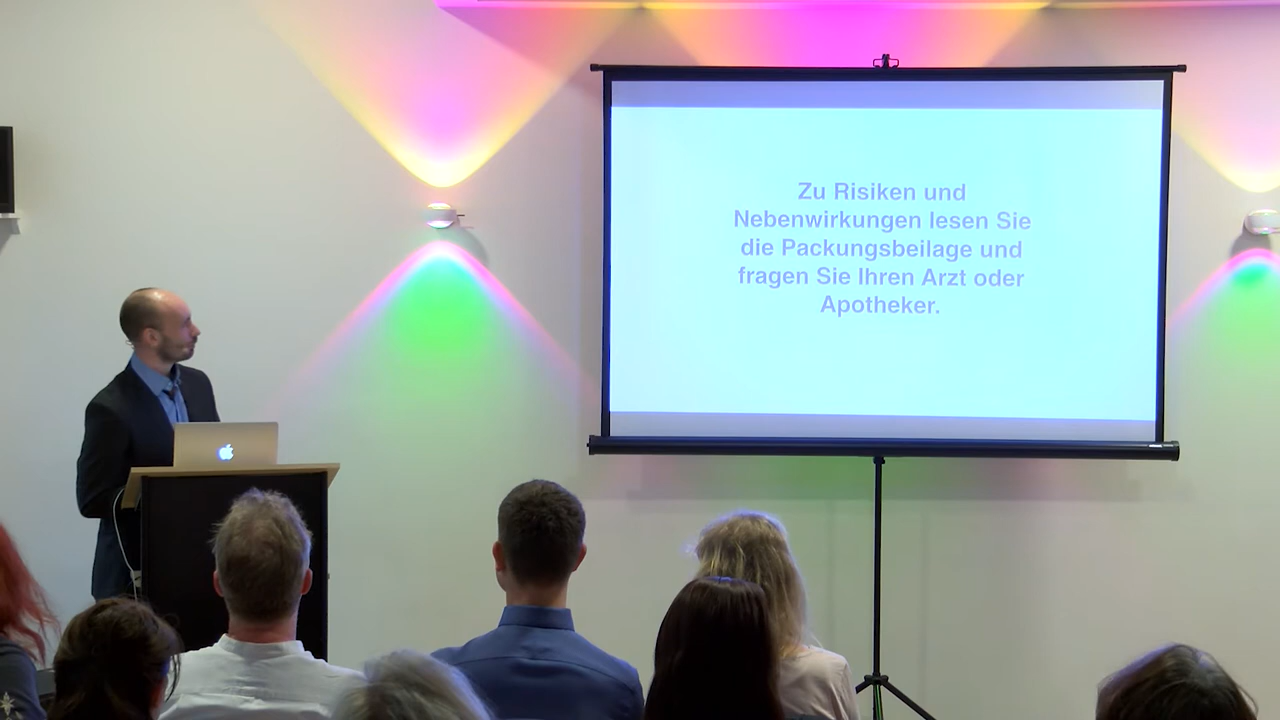 Zu Risiken und
Nebenwirkungen lesen Sie
die Packungsbeilage und
fragen Sie Ihren Arzt oder
Apotheker.